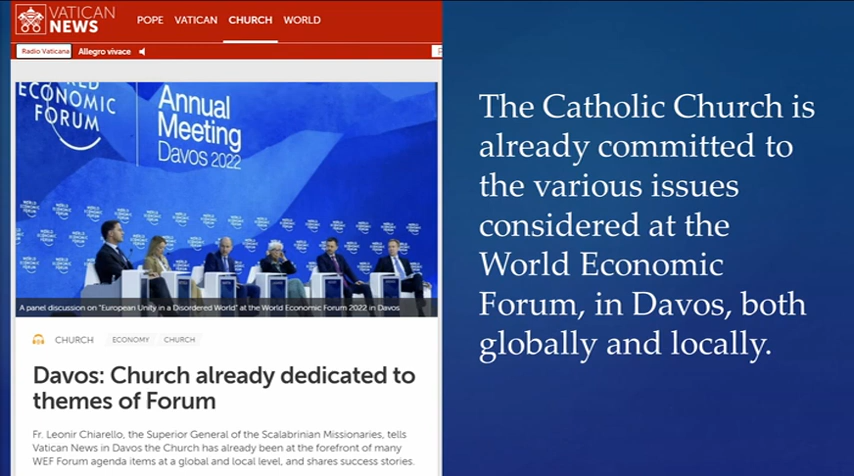 VATICAN
NEWS
POPE VATICAN CHURCH WORLD
Radio Vaticana Allegro vivace
WORLD
ECONOMIC
FORUM
Annual
Meeting
Davos 2022
A panel discussion on "European Unity in a Disordered World" at the World Economic Forum 2022 in Davos
CHURCH ECONOMY CHURCH
Davos: Church already dedicated to
themes of Forum
Fr. Leonir Chiarello, the Superior General of the Scalabrinian Missionaries, tells
Vatican News in Davos the Church has already been at the forefront of many
WEF Forum agenda items at a global and local level, and shares success stories.
The Catholic Church is
already committed to
the various issues
considered at the
World Economic
Forum, in Davos, both
globally and locally.